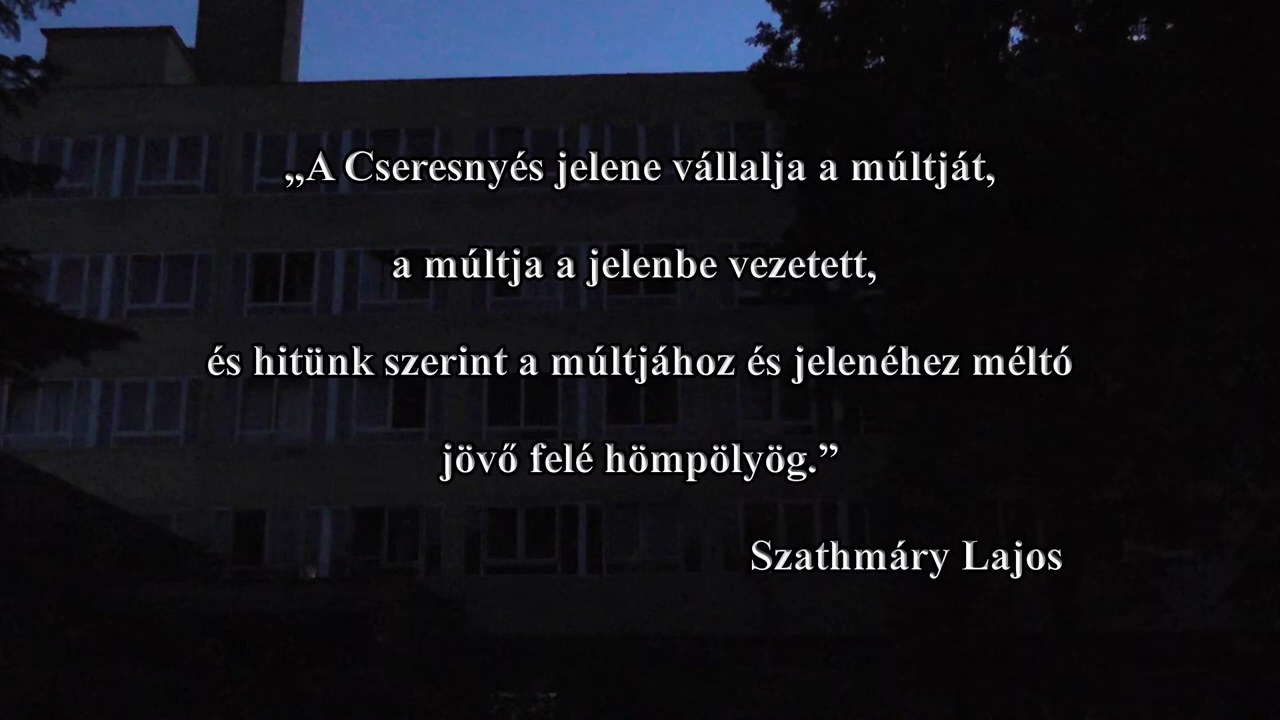 „A Cseresnyés jelene vállalja a múltját,
a múltja a jelenbe vezetett,
és hitünk szerint a múltjához és jelenéhez méltó
jövő felé hömpölyög.”
Szathmáry Lajos